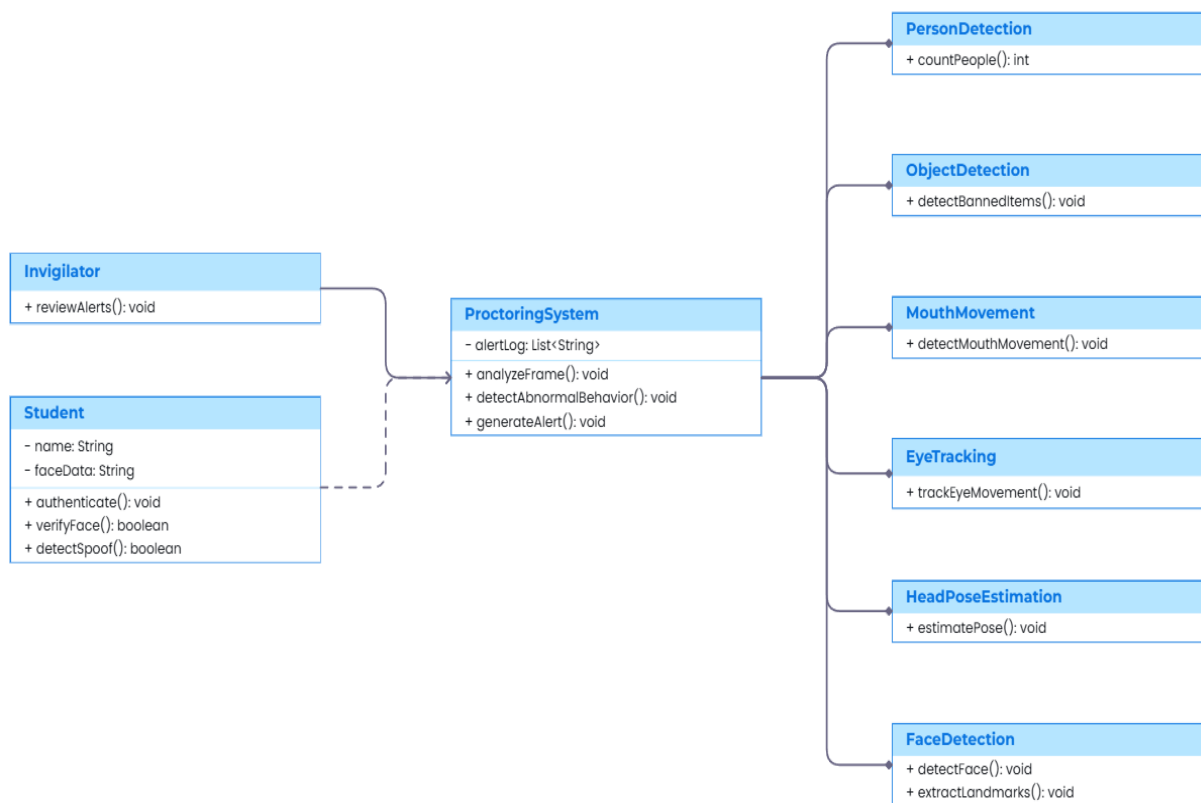 Invigilator
+ reviewAlerts(): void
Student
- name: String
- faceData: String
+ authenticate(): void
+ verifyFace(): boolean
+ detectSpoof(): boolean
ProctoringSystem
- alertLog: List<String>
+ analyzeFrame(): void
+ detectAbnormalBehavior(): void
+ generateAlert(): void
PersonDetection
+ countPeople(): int
ObjectDetection
+ detectBannedItems(): void
MouthMovement
+ detectMouthMovement(): void
EyeTracking
+ trackEyeMovement(): void
HeadPoseEstimation
+ estimatePose(): void
FaceDetection
+ detectFace(): void
+ extractLandmarks(): void